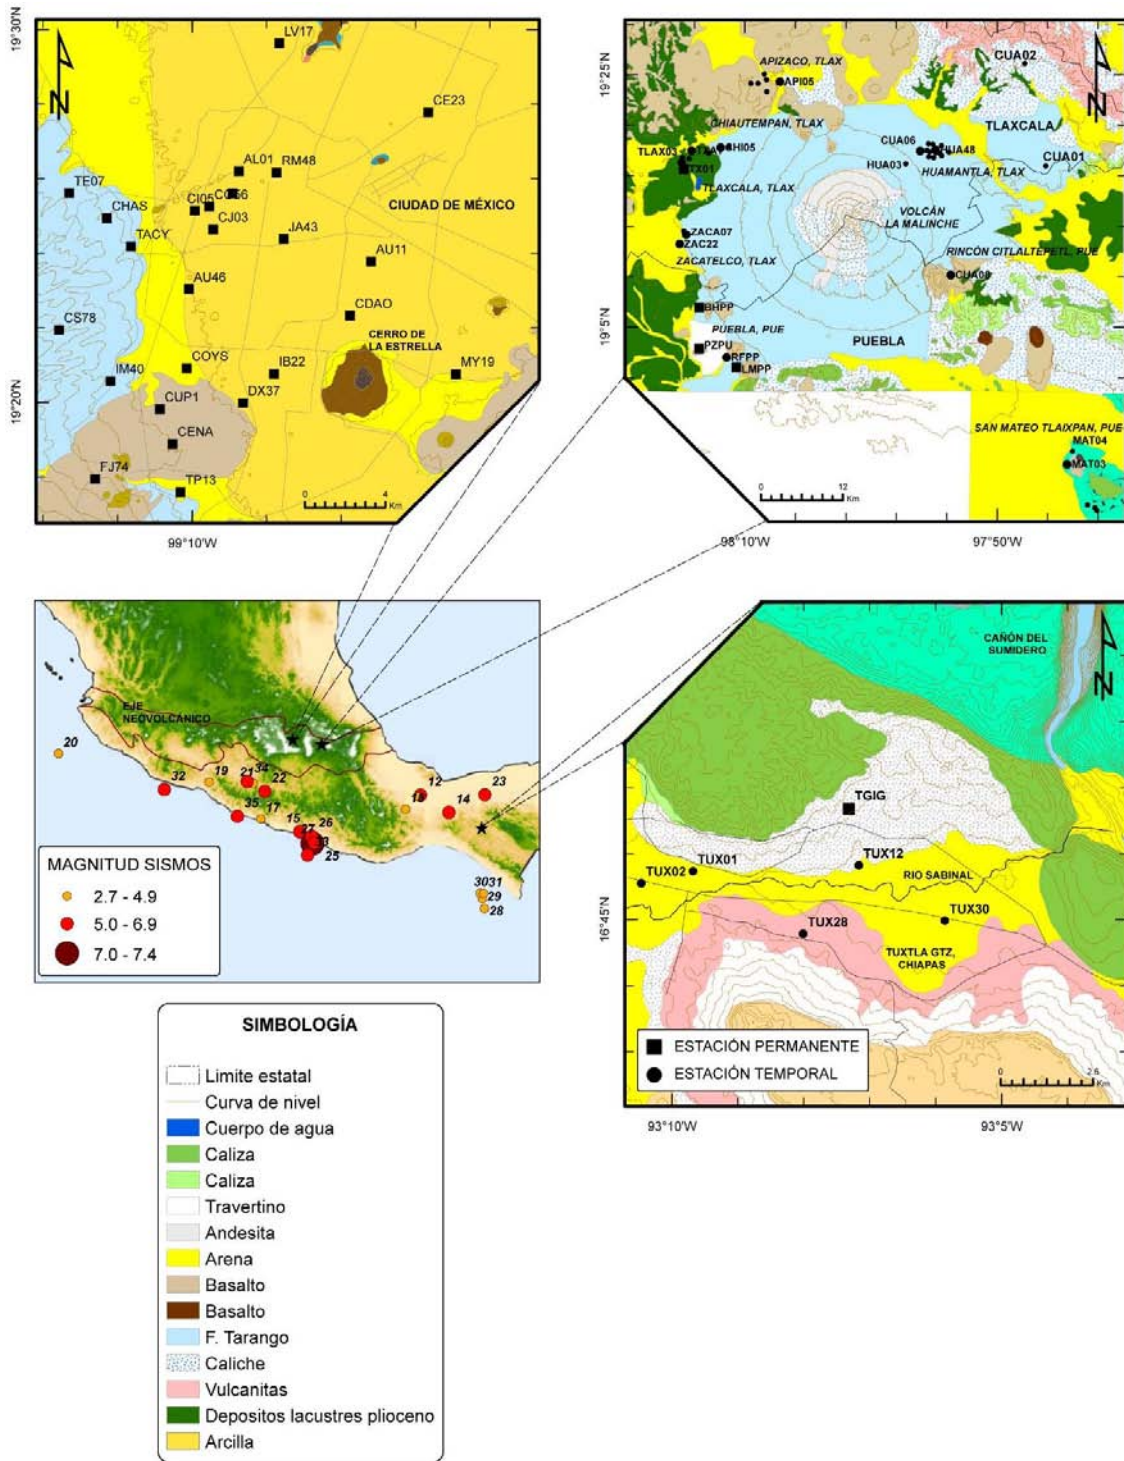 19°30'N
19°20'N
99°10'W
LV17
CE23
AL01
RM48
TE07
CHAS
CI05
CO56
CJ03
TACY
JA43
CIUDAD DE MÉXICO
AU11
AU46
CDAO
CS78
CERRO DE
LA ESTRELLA
COYS
IB22
MY19
IM40
DX37
CUP1
CENA
FJ74
TP13
0 4
Km
N
19°25'N
19°5'N
98°10'W
97°50'W
CUA02
APIZACO, TLAX
API05
CHIAUTEMPAN, TLAX
TLAXCALA
CUA06
HUA48
TLAX03
CHI05
TX01
HUA03
CUA01
HUAMANTLA, TLAX
TLAXCALA, TLAX
VOLCÁN
LA MALINCHE
ZACA07
ZAC22
ZACATELCO, TLAX
RINCÓN CITLALTEPETL, PUE
CUA08
BHPP
PUEBLA, PUE
PUEBLA
PZPU
RFPP
LMPP
SAN MATEO TLAIXPAN, PUE
MAT04
MAT03
0 12
Km
N
EJE
NEOVOLCÁNICO
20
32
19
21
34
22
35
17
15
27
26
25
12
18
14
23
30
31
29
28
MAGNITUD SISMOS
2.7 - 4.9
5.0 - 6.9
7.0 - 7.4
CAÑÓN DEL
SUMIDERO
N
TGIG
TUX01
TUX12
TUX02
RIO SABINAL
TUX30
TUX28
TUXTLA GTZ,
CHIAPAS
ESTACIÓN PERMANENTE
ESTACIÓN TEMPORAL
0 2.5
Km
16°45'N
93°10'W
93°5'W
SIMBOLOGÍA
Limite estatal
Curva de nivel
Cuerpo de agua
Caliza
Caliza
Travertino
Andesita
Arena
Basalto
Basalto
F. Tarango
Caliche
Vulcanitas
Depositos lacustres plioceno
Arcilla